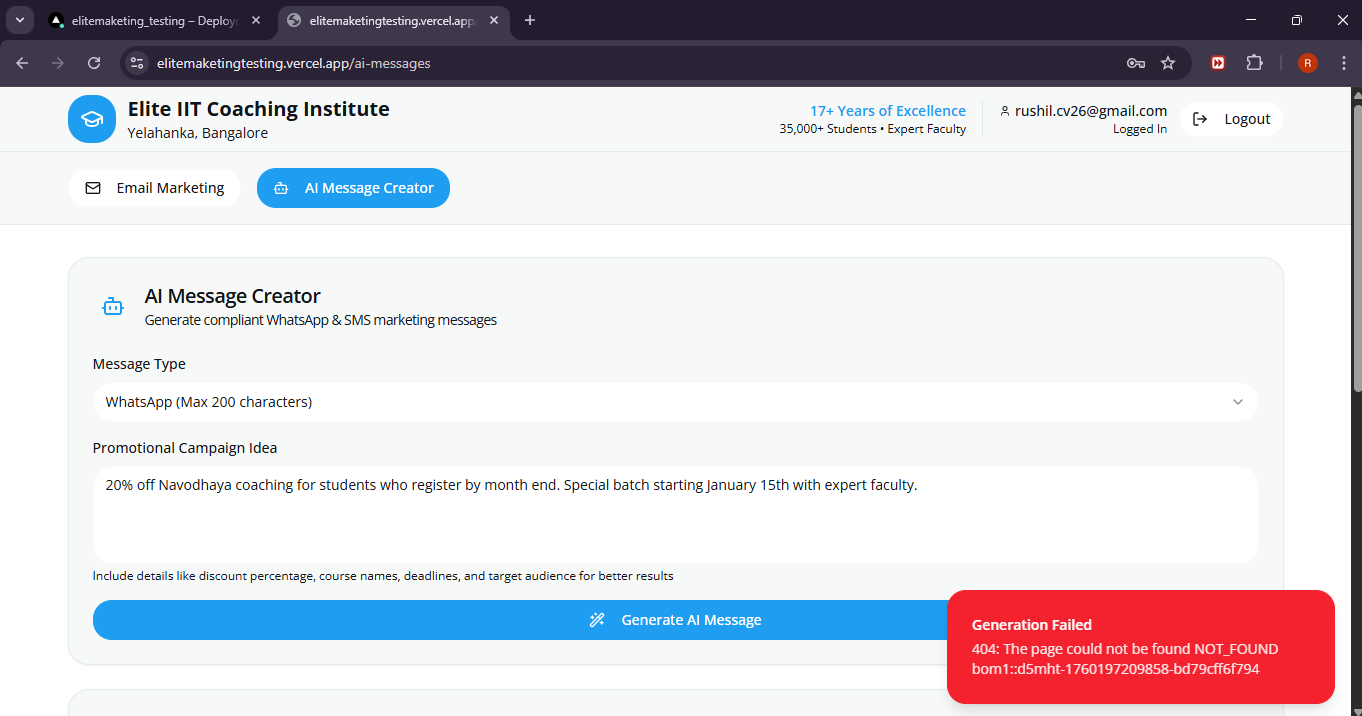 elitemaketing_testing – Deploy
elitemaketingtesting.vercel.app
elitemaketingtesting.vercel.app/ai-messages
R
Elite IIT Coaching Institute
Yelahanka, Bangalore
17+ Years of Excellence
35,000+ Students • Expert Faculty
rushil.cv26@gmail.com
Logged In
Logout
Email Marketing
AI Message Creator
AI Message Creator
Generate compliant WhatsApp & SMS marketing messages
Message Type
WhatsApp (Max 200 characters)
Promotional Campaign Idea
20% off Navodhaya coaching for students who register by month end. Special batch starting January 15th with expert faculty.
Include details like discount percentage, course names, deadlines, and target audience for better results
Generate AI Message
Generation Failed
404: The page could not be found NOT_FOUND
bom1::d5mht-1760197209858-bd79cff6f794